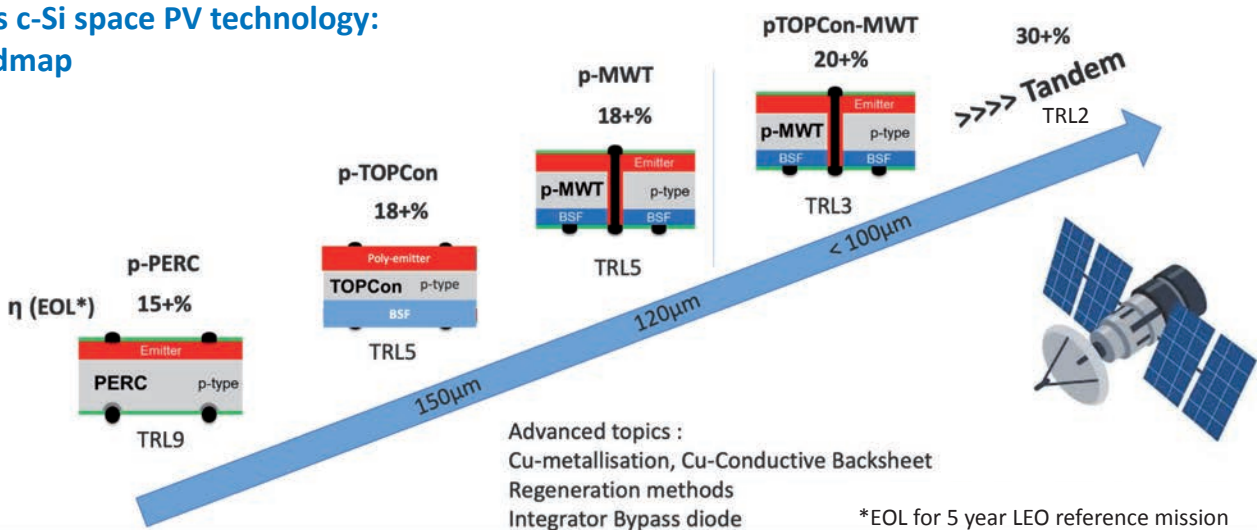 s c-Si space PV technology:
dmap
pTOPCon-MWT
20+%
30+%
>>>> Tandem
TRL2
p-MWT
18+%
Emitter
p-MWT
p-type
BSF
BSF
TRL3
p-TOPCon
18+%
Emitter
p-MWT
p-type
BSF
BSF
TRL5
p-PERC
η (EOL*)
15+%
Poly-emitter
TOPCon
p-type
BSF
TRL5
Emitter
PERC
p-type
TRL9
150µm
120µm
< 100µm
Advanced topics :
Cu-metallisation, Cu-Conductive Backsheet
Regeneration methods
Integrator Bypass diode
*EOL for 5 year LEO reference mission